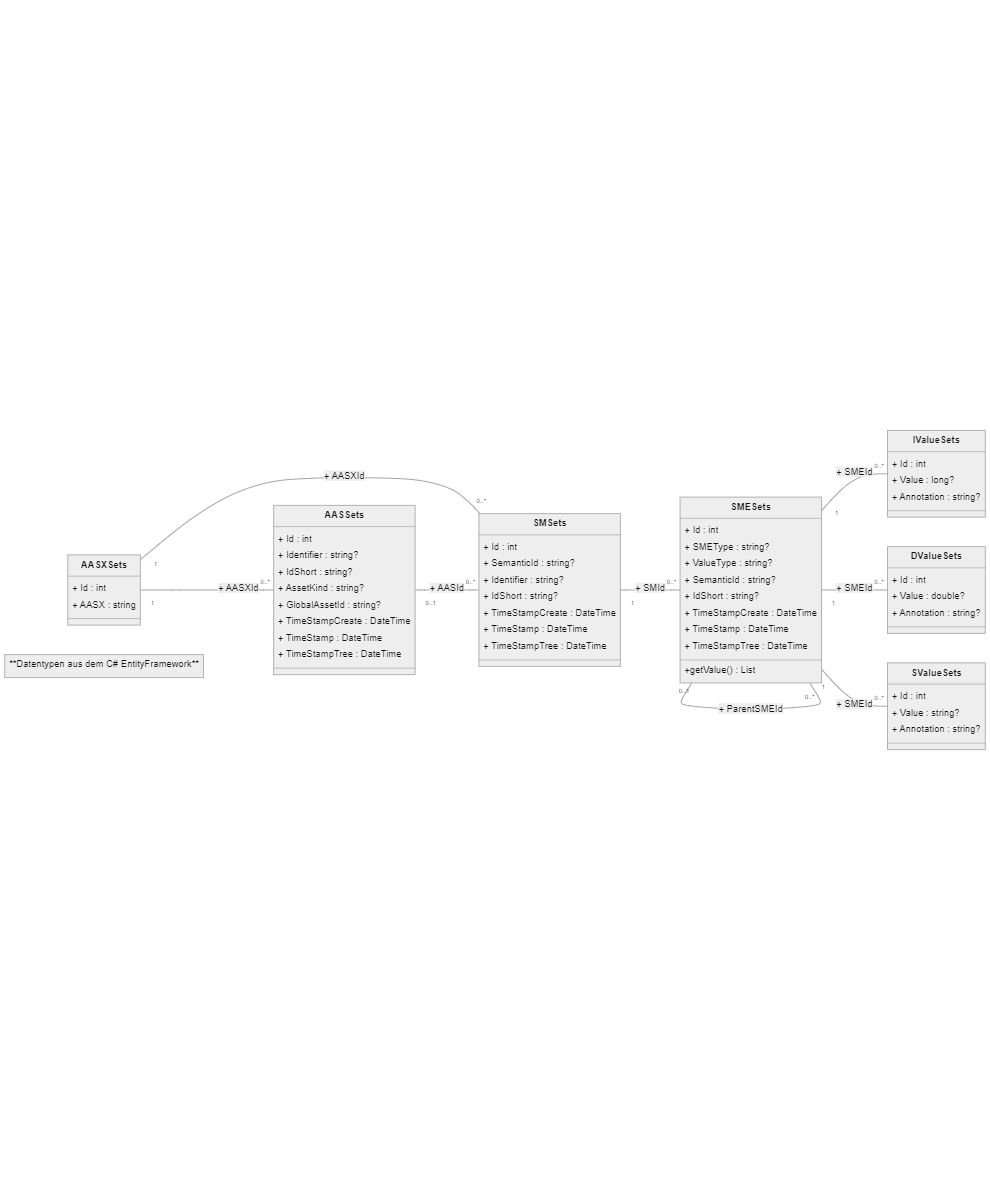 AASXSets
+ Id : int
+ AASX : string
**Datentypen aus dem C# EntityFramework**
+ AASXId
1
0..*
+ AASXId
1
0..*
AASSets
+ Id : int
+ Identifier : string?
+ IdShort : string?
+ AssetKind : string?
+ GlobalAssetId : string?
+ TimeStampCreate : DateTime
+ TimeStamp : DateTime
+ TimeStampTree : DateTime
+ AASId
0..1
0..*
SMSets
+ Id : int
+ SemanticId : string?
+ Identifier : string?
+ IdShort : string?
+ TimeStampCreate : DateTime
+ TimeStamp : DateTime
+ TimeStampTree : DateTime
+ SMId
1
0..*
SMESets
+ Id : int
+ SMEType : string?
+ ValueType : string?
+ SemanticId : string?
+ IdShort : string?
+ TimeStampCreate : DateTime
+ TimeStamp : DateTime
+ TimeStampTree : DateTime
+getValue() : List
0..1
0..*
+ ParentSMEId
+ SMEId
1
0..*
+ SMEId
1
0..*
+ SMEId
1
0..*
IValueSets
+ Id : int
+ Value : long?
+ Annotation : string?
DValueSets
+ Id : int
+ Value : double?
+ Annotation : string?
SValueSets
+ Id : int
+ Value : string?
+ Annotation : string?